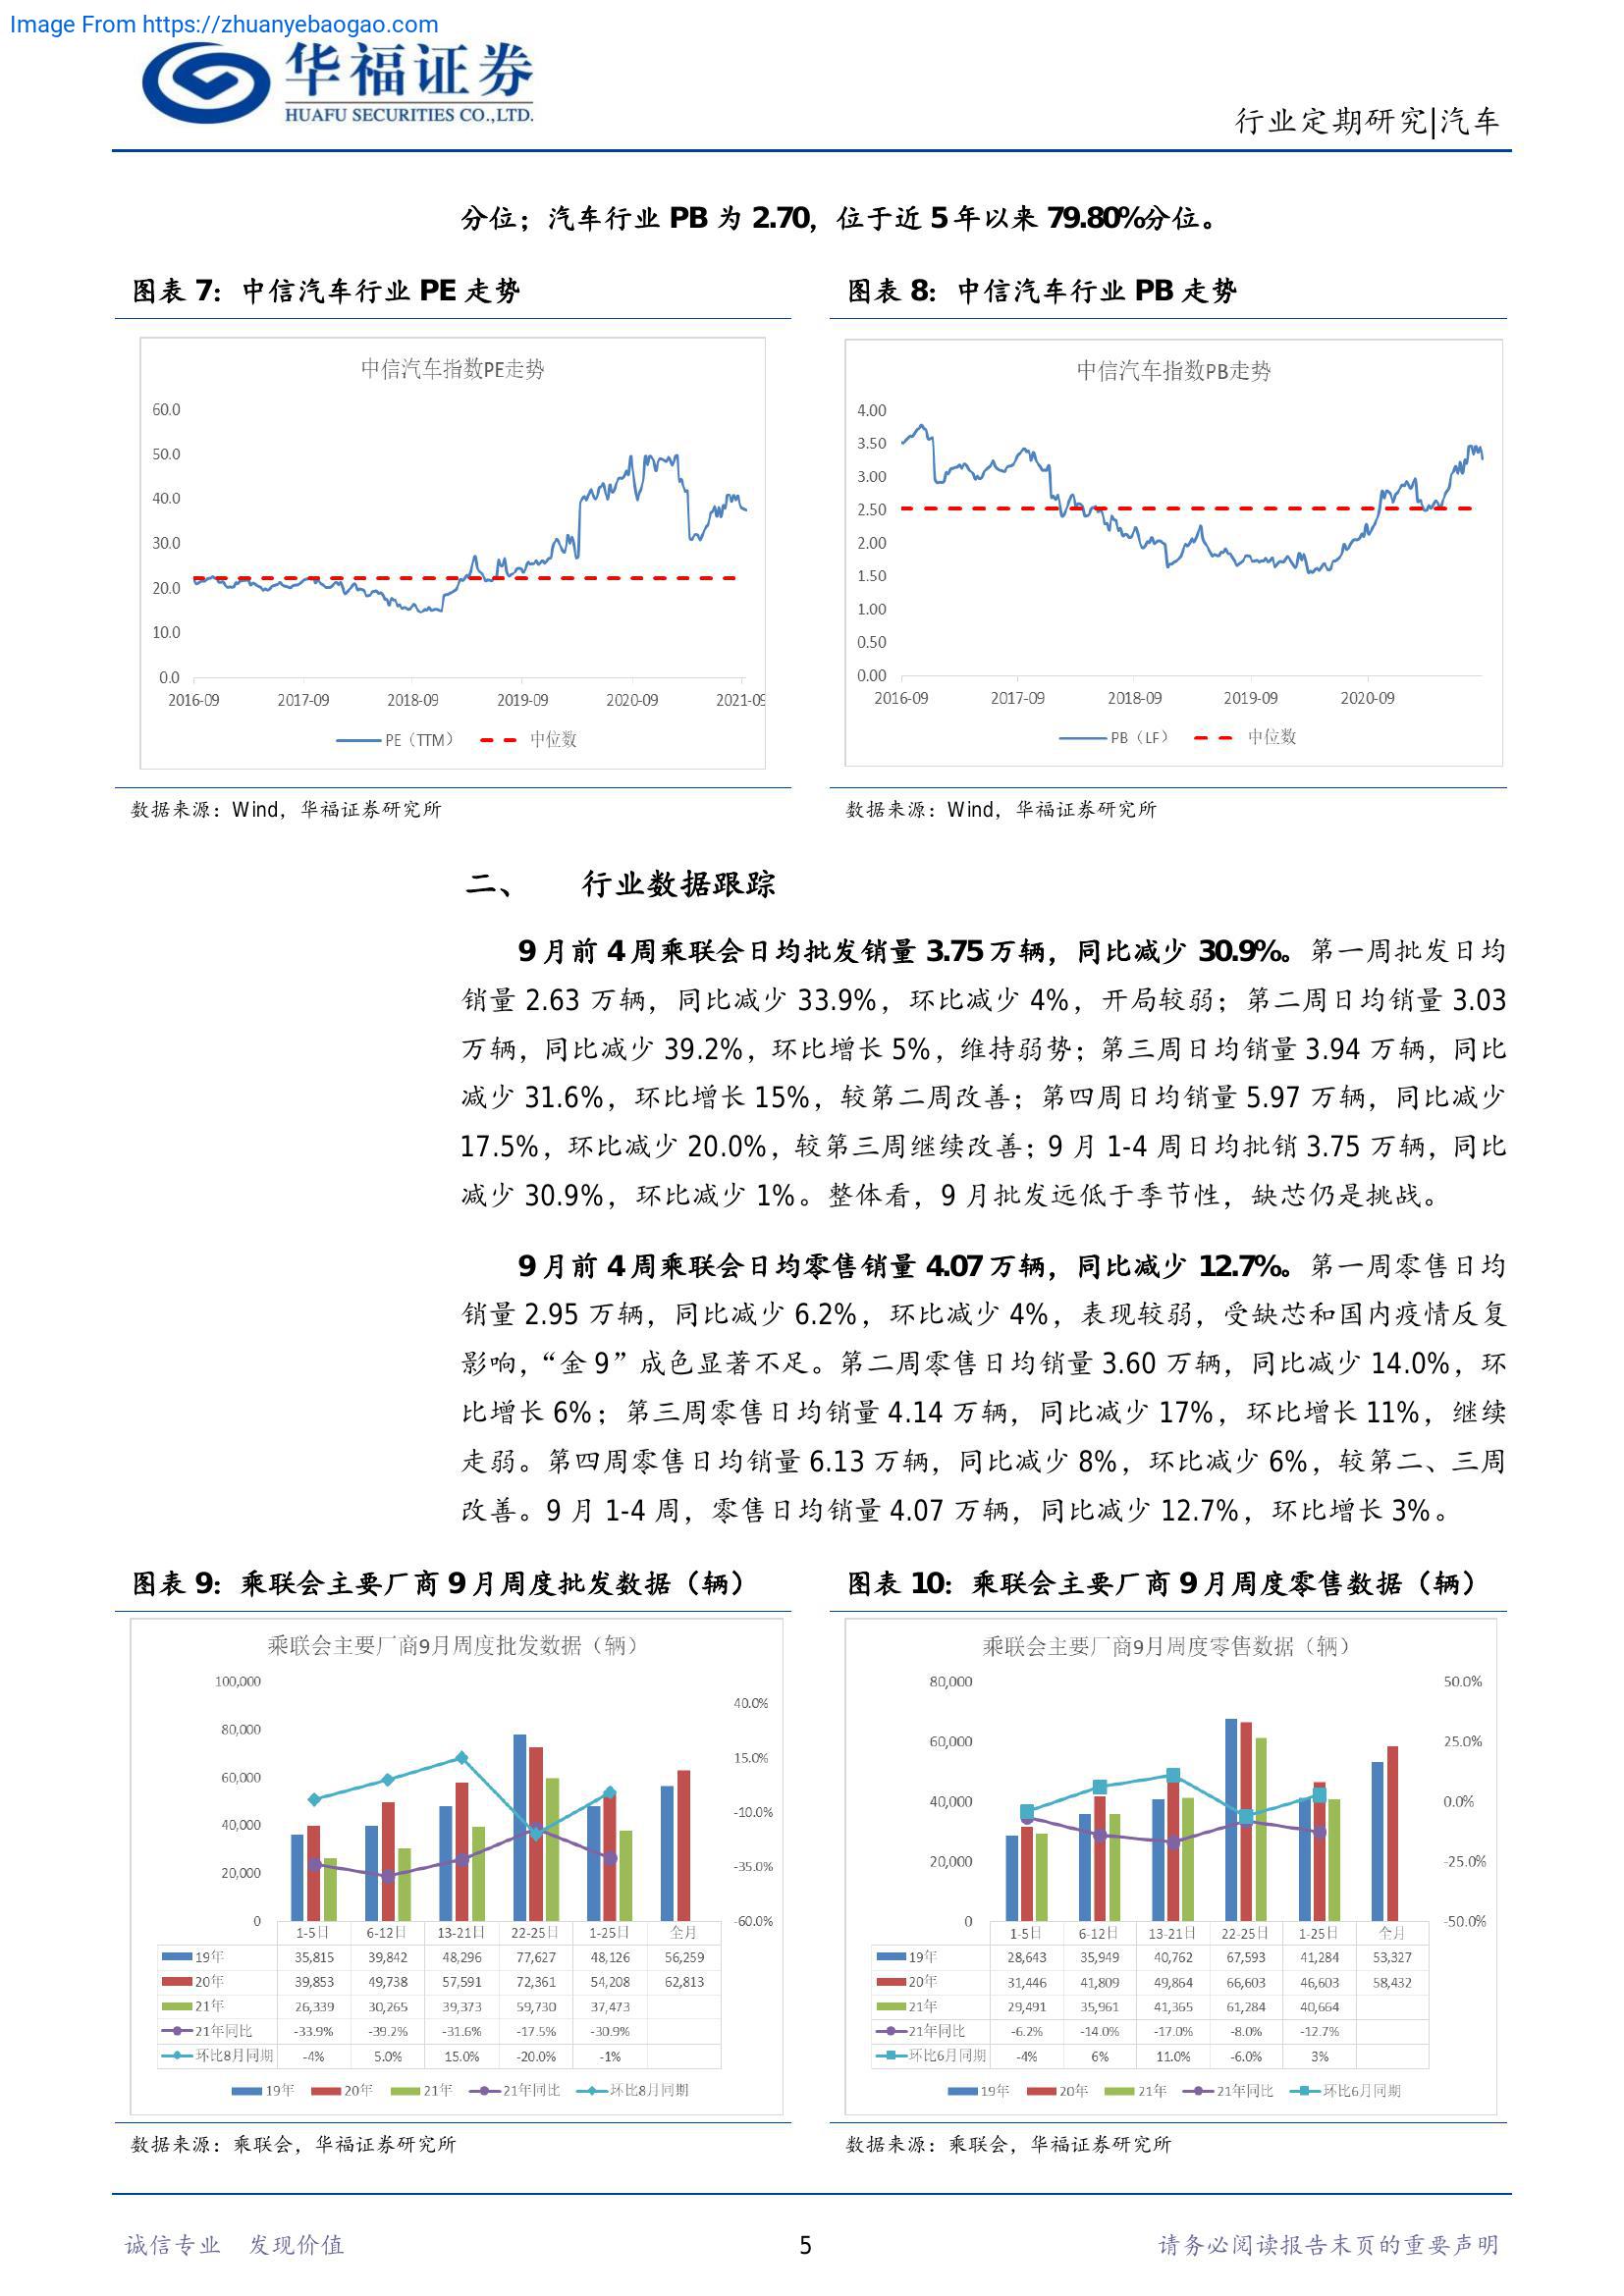 Image From https://zhuanyebaogao.com
华福证券
HUAFU SECURITIES CO.,LTD.
行业定期研究|汽车
分位；汽车行业 PB 为 2.70，位于近 5 年以来 79.80%分位。
图表 7：中信汽车行业 PE 走势
中信汽车指数PE走势
60.0
50.0
40.0
30.0
20.0
10.0
0.0
2016-09 2017-09 2018-09 2019-09 2020-09 2021-09
PE（TTM） 中位数
数据来源：Wind，华福证券研究所
图表 8：中信汽车行业 PB 走势
中信汽车指数PB走势
4.00
3.50
3.00
2.50
2.00
1.50
1.00
0.50
0.00
2016-09 2017-09 2018-09 2019-09 2020-09
PB（LF） 中位数
数据来源：Wind，华福证券研究所
二、 行业数据跟踪
9 月前 4 周乘联会日均批发销量 3.75 万辆，同比减少 30.9%。第一周批发日均
销量 2.63 万辆，同比减少 33.9%，环比减少 4%，开局较弱；第二周日均销量 3.03
万辆，同比减少 39.2%，环比增长 5%，维持弱势；第三周日均销量 3.94 万辆，同比
减少 31.6%，环比增长 15%，较第二周改善；第四周日均销量 5.97 万辆，同比减少
17.5%，环比减少 20.0%，较第三周继续改善；9 月 1-4 周日均批销 3.75 万辆，同比
减少 30.9%，环比减少 1%。整体看，9 月批发远低于季节性，缺芯仍是挑战。
9 月前 4 周乘联会日均零售销量 4.07 万辆，同比减少 12.7%。第一周零售日均
销量 2.95 万辆，同比减少 6.2%，环比减少 4%，表现较弱，受缺芯和国内疫情反复
影响，“金 9”成色显著不足。第二周零售日均销量 3.60 万辆，同比减少 14.0%，环
比增长 6%；第三周零售日均销量 4.14 万辆，同比减少 17%，环比增长 11%，继续
走弱。第四周零售日均销量 6.13 万辆，同比减少 8%，环比减少 6%，较第二、三周
改善。9 月 1-4 周，零售日均销量 4.07 万辆，同比减少 12.7%，环比增长 3%。
图表 9：乘联会主要厂商 9 月周度批发数据（辆）
乘联会主要厂商9月周度批发数据（辆）
100,000
80,000
60,000
40,000
20,000
0
40.0%
15.0%
-10.0%
-35.0%
-60.0%
1-5日 6-12日 13-21日 22-25日 1-25日 全月
19年 35,815 39,842 48,296 77,627 48,126 56,259
20年 39,853 49,738 57,591 72,361 54,208 62,813
21年 26,339 30,265 39,373 59,730 37,473
21年同比 -33.9% -39.2% -31.6% -17.5% -30.9%
环比8月同期 -4% 5.0% 15.0% -20.0% -1%
19年 20年 21年 21年同比 环比8月同期
数据来源：乘联会，华福证券研究所
图表 10：乘联会主要厂商 9 月周度零售数据（辆）
乘联会主要厂商9月周度零售数据（辆）
80,000
60,000
40,000
20,000
0
50.0%
25.0%
0.0%
-25.0%
-50.0%
1-5日 6-12日 13-21日 22-25日 1-25日 全月
19年 28,643 35,949 40,762 67,593 41,284 53,327
20年 31,446 41,809 49,864 66,603 46,603 58,432
21年 29,491 35,961 41,365 61,284 40,664
21年同比 -6.2% -14.0% -17.0% -8.0% -12.7%
环比6月同期 -4% 6% 11.0% -6.0% 3%
19年 20年 21年 21年同比 环比6月同期
数据来源：乘联会，华福证券研究所
诚信专业 发现价值
5
请务必阅读报告末页的重要声明